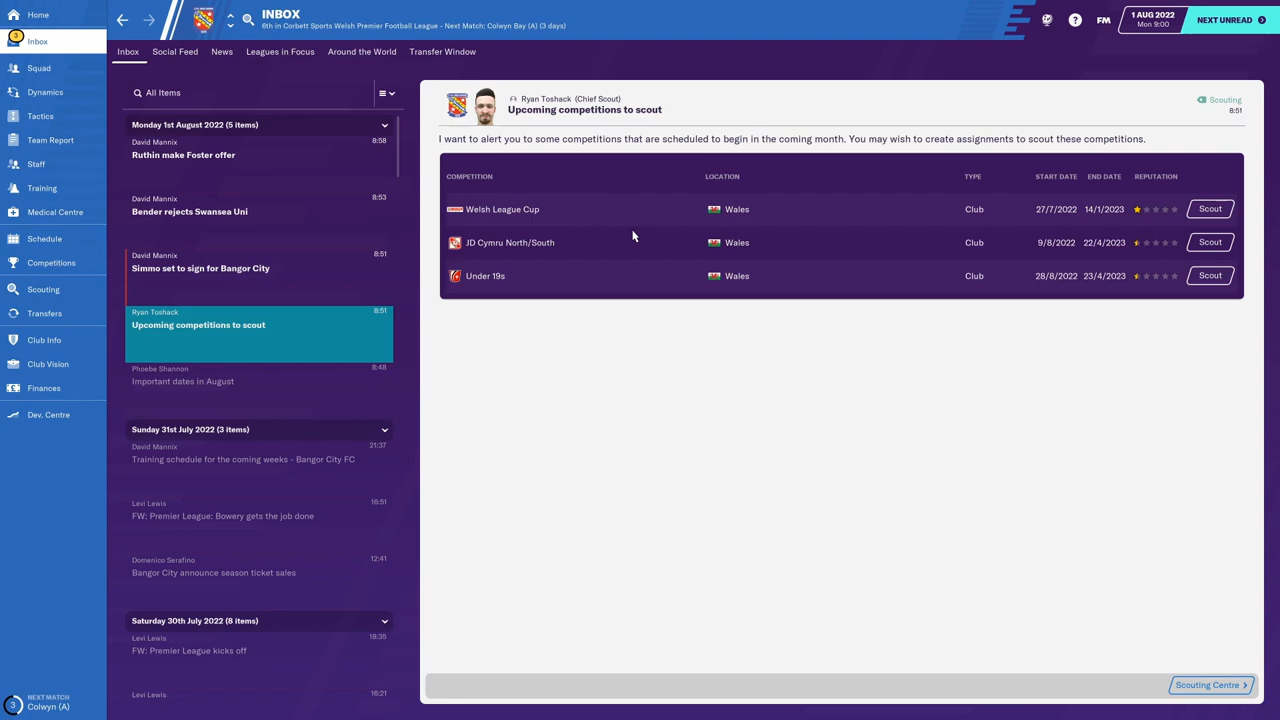 Home
3
Inbox
Squad
Dynamics
Tactics
Team Report
Staff
Training
Medical Centre
Schedule
Competitions
Scouting
Transfers
Club Info
Club Vision
Finances
Dev. Centre
3
NEXT MATCH
Colwyn (A)
INBOX
6th in Corbett Sports Welsh Premier Football League - Next Match: Colwyn Bay (A) (3 days)
?
FM
1 AUG 2022
Mon 9:00
NEXT UNREAD
Inbox Social Feed News Leagues in Focus Around the World Transfer Window
All Items
Monday 1st August 2022 (5 items)
David Mannix 8:58
Ruthin make Foster offer
David Mannix 8:53
Bender rejects Swansea Uni
David Mannix 8:51
Simmo set to sign for Bangor City
Ryan Toshack 8:51
Upcoming competitions to scout
Phoebe Shannon 8:48
Important dates in August
Sunday 31st July 2022 (3 items)
David Mannix 21:37
Training schedule for the coming weeks - Bangor City FC
Levi Lewis 16:51
FW: Premier League: Bowery gets the job done
Domenico Serafino 12:41
Bangor City announce season ticket sales
Saturday 30th July 2022 (8 items)
Levi Lewis 18:35
FW: Premier League kicks off
Levi Lewis 16:21
Ryan Toshack (Chief Scout) Scouting
Upcoming competitions to scout 8:51
I want to alert you to some competitions that are scheduled to begin in the coming month. You may wish to create assignments to scout these competitions.
COMPETITION LOCATION TYPE START DATE END DATE REPUTATION
Welsh League Cup Wales Club 27/7/2022 14/1/2023 Scout
JD Cymru North/South Wales Club 9/8/2022 22/4/2023 Scout
Under 19s Wales Club 28/8/2022 23/4/2023 Scout
Scouting Centre >